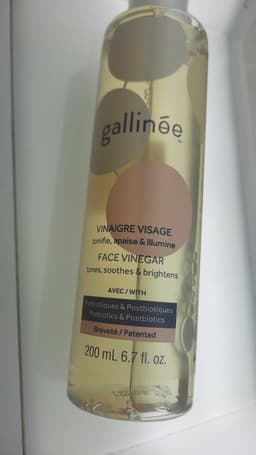 gallinée
VINAIGRE VISAGE
tonifie, apaise & illumine
FACE VINEGAR
tones, soothes & brightens
AVEC / WITH
Prébiotiques & Postbiotiques
Prebiotics & Postbiotics
Breveté / Patented
200 mL 6.7 fl. oz.